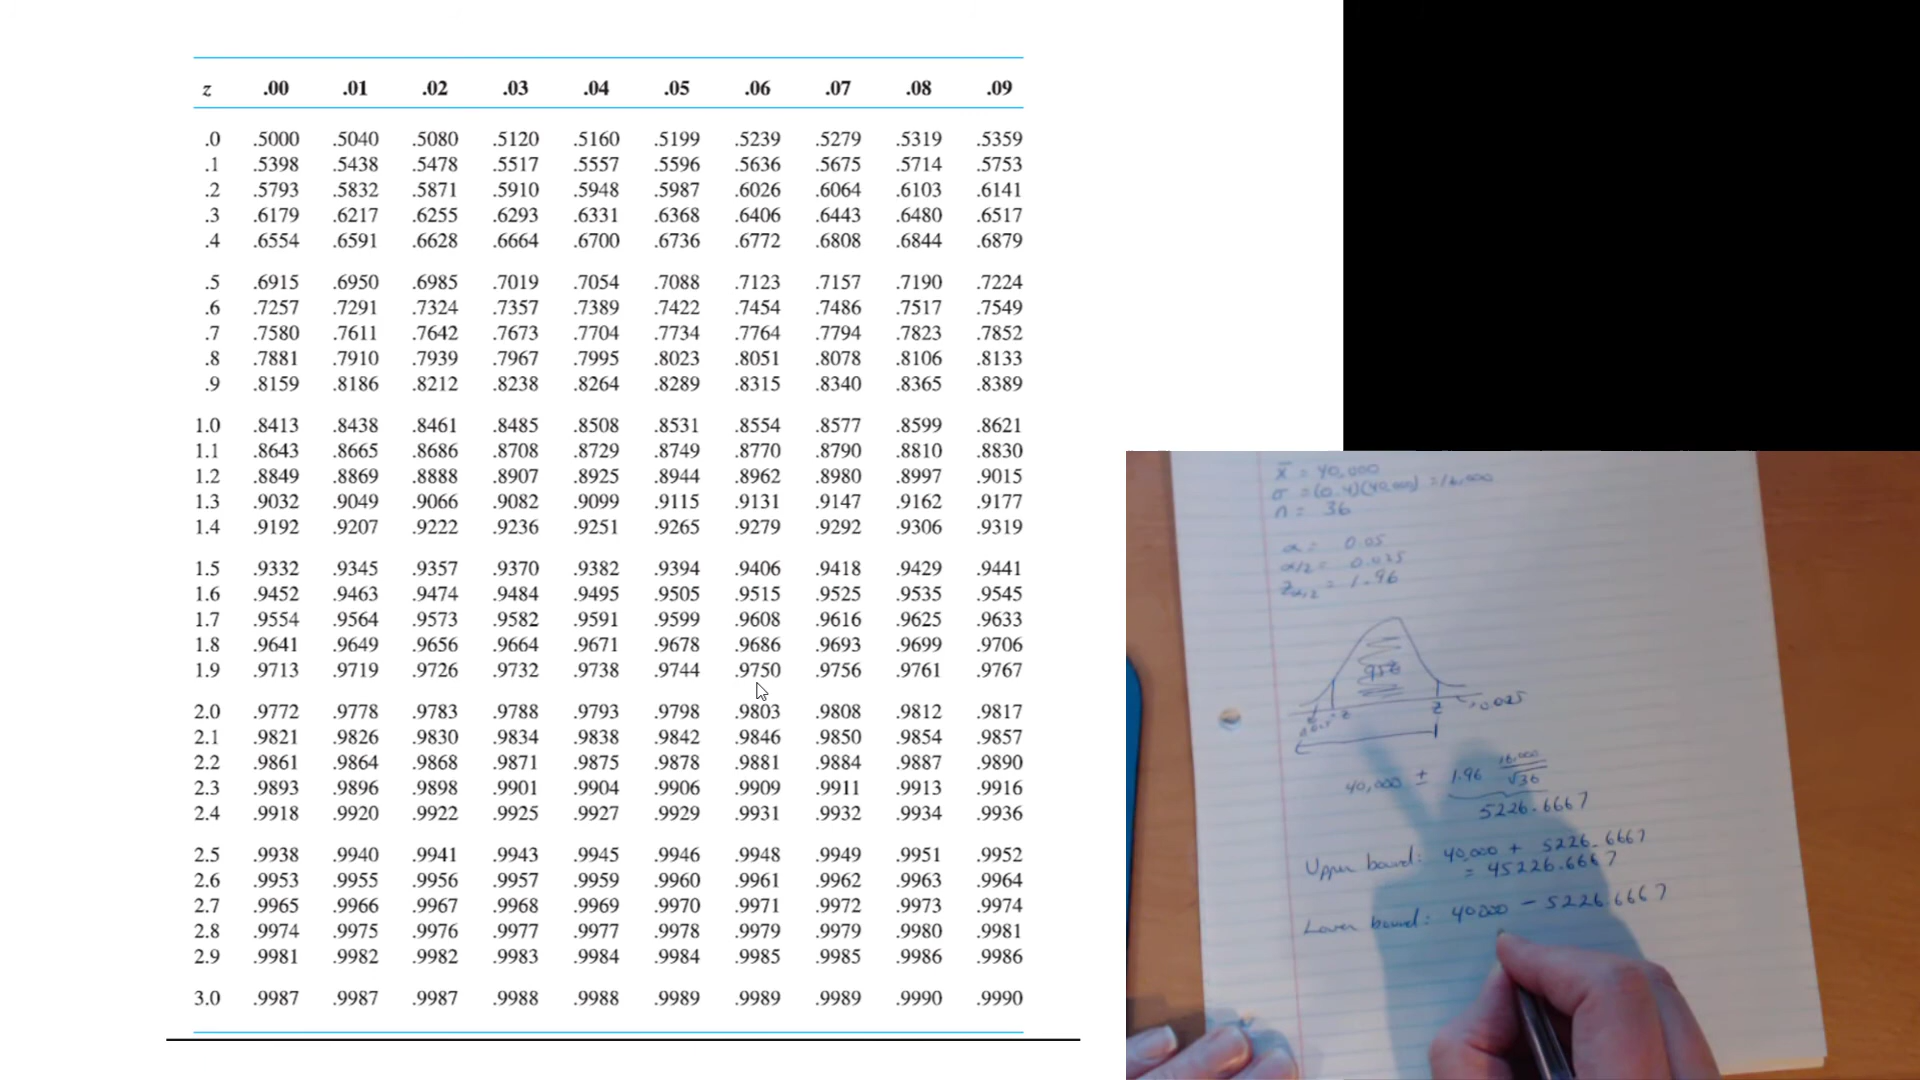 z .00 .01 .02 .03 .04 .05 .06 .07 .08 .09
.0 .5000 .5040 .5080 .5120 .5160 .5199 .5239 .5279 .5319 .5359
.1 .5398 .5438 .5478 .5517 .5557 .5596 .5636 .5675 .5714 .5753
.2 .5793 .5832 .5871 .5910 .5948 .5987 .6026 .6064 .6103 .6141
.3 .6179 .6217 .6255 .6293 .6331 .6368 .6406 .6443 .6480 .6517
.4 .6554 .6591 .6628 .6664 .6700 .6736 .6772 .6808 .6844 .6879
.5 .6915 .6950 .6985 .7019 .7054 .7088 .7123 .7157 .7190 .7224
.6 .7257 .7291 .7324 .7357 .7389 .7422 .7454 .7486 .7517 .7549
.7 .7580 .7611 .7642 .7673 .7704 .7734 .7764 .7794 .7823 .7852
.8 .7881 .7910 .7939 .7967 .7995 .8023 .8051 .8078 .8106 .8133
.9 .8159 .8186 .8212 .8238 .8264 .8289 .8315 .8340 .8365 .8389
1.0 .8413 .8438 .8461 .8485 .8508 .8531 .8554 .8577 .8599 .8621
1.1 .8643 .8665 .8686 .8708 .8729 .8749 .8770 .8790 .8810 .8830
1.2 .8849 .8869 .8888 .8907 .8925 .8944 .8962 .8980 .8997 .9015
1.3 .9032 .9049 .9066 .9082 .9099 .9115 .9131 .9147 .9162 .9177
1.4 .9192 .9207 .9222 .9236 .9251 .9265 .9279 .9292 .9306 .9319
1.5 .9332 .9345 .9357 .9370 .9382 .9394 .9406 .9418 .9429 .9441
1.6 .9452 .9463 .9474 .9484 .9495 .9505 .9515 .9525 .9535 .9545
1.7 .9554 .9564 .9573 .9582 .9591 .9599 .9608 .9616 .9625 .9633
1.8 .9641 .9649 .9656 .9664 .9671 .9678 .9686 .9693 .9699 .9706
1.9 .9713 .9719 .9726 .9732 .9738 .9744 .9750 .9756 .9761 .9767
2.0 .9772 .9778 .9783 .9788 .9793 .9798 .9803 .9808 .9812 .9817
2.1 .9821 .9826 .9830 .9834 .9838 .9842 .9846 .9850 .9854 .9857
2.2 .9861 .9864 .9868 .9871 .9875 .9878 .9881 .9884 .9887 .9890
2.3 .9893 .9896 .9898 .9901 .9904 .9906 .9909 .9911 .9913 .9916
2.4 .9918 .9920 .9922 .9925 .9927 .9929 .9931 .9932 .9934 .9936
2.5 .9938 .9940 .9941 .9943 .9945 .9946 .9948 .9949 .9951 .9952
2.6 .9953 .9955 .9956 .9957 .9959 .9960 .9961 .9962 .9963 .9964
2.7 .9965 .9966 .9967 .9968 .9969 .9970 .9971 .9972 .9973 .9974
2.8 .9974 .9975 .9976 .9977 .9977 .9978 .9979 .9979 .9980 .9981
2.9 .9981 .9982 .9982 .9983 .9984 .9984 .9985 .9985 .9986 .9986
3.0 .9987 .9987 .9987 .9988 .9988 .9989 .9989 .9989 .9990 .9990
x̄ = 40,000
σ = (0.4)(40,000) = 16,000
n = 36
α = 0.05
α/2 = 0.025
Zα/2 = 1.96
95%
-z z 0.025
40,000 ± 1.96 16,000/√36
5226.6667
Upper bound: 40,000 + 5226.6667
= 45226.6667
Lower bound: 40,000 - 5226.6667